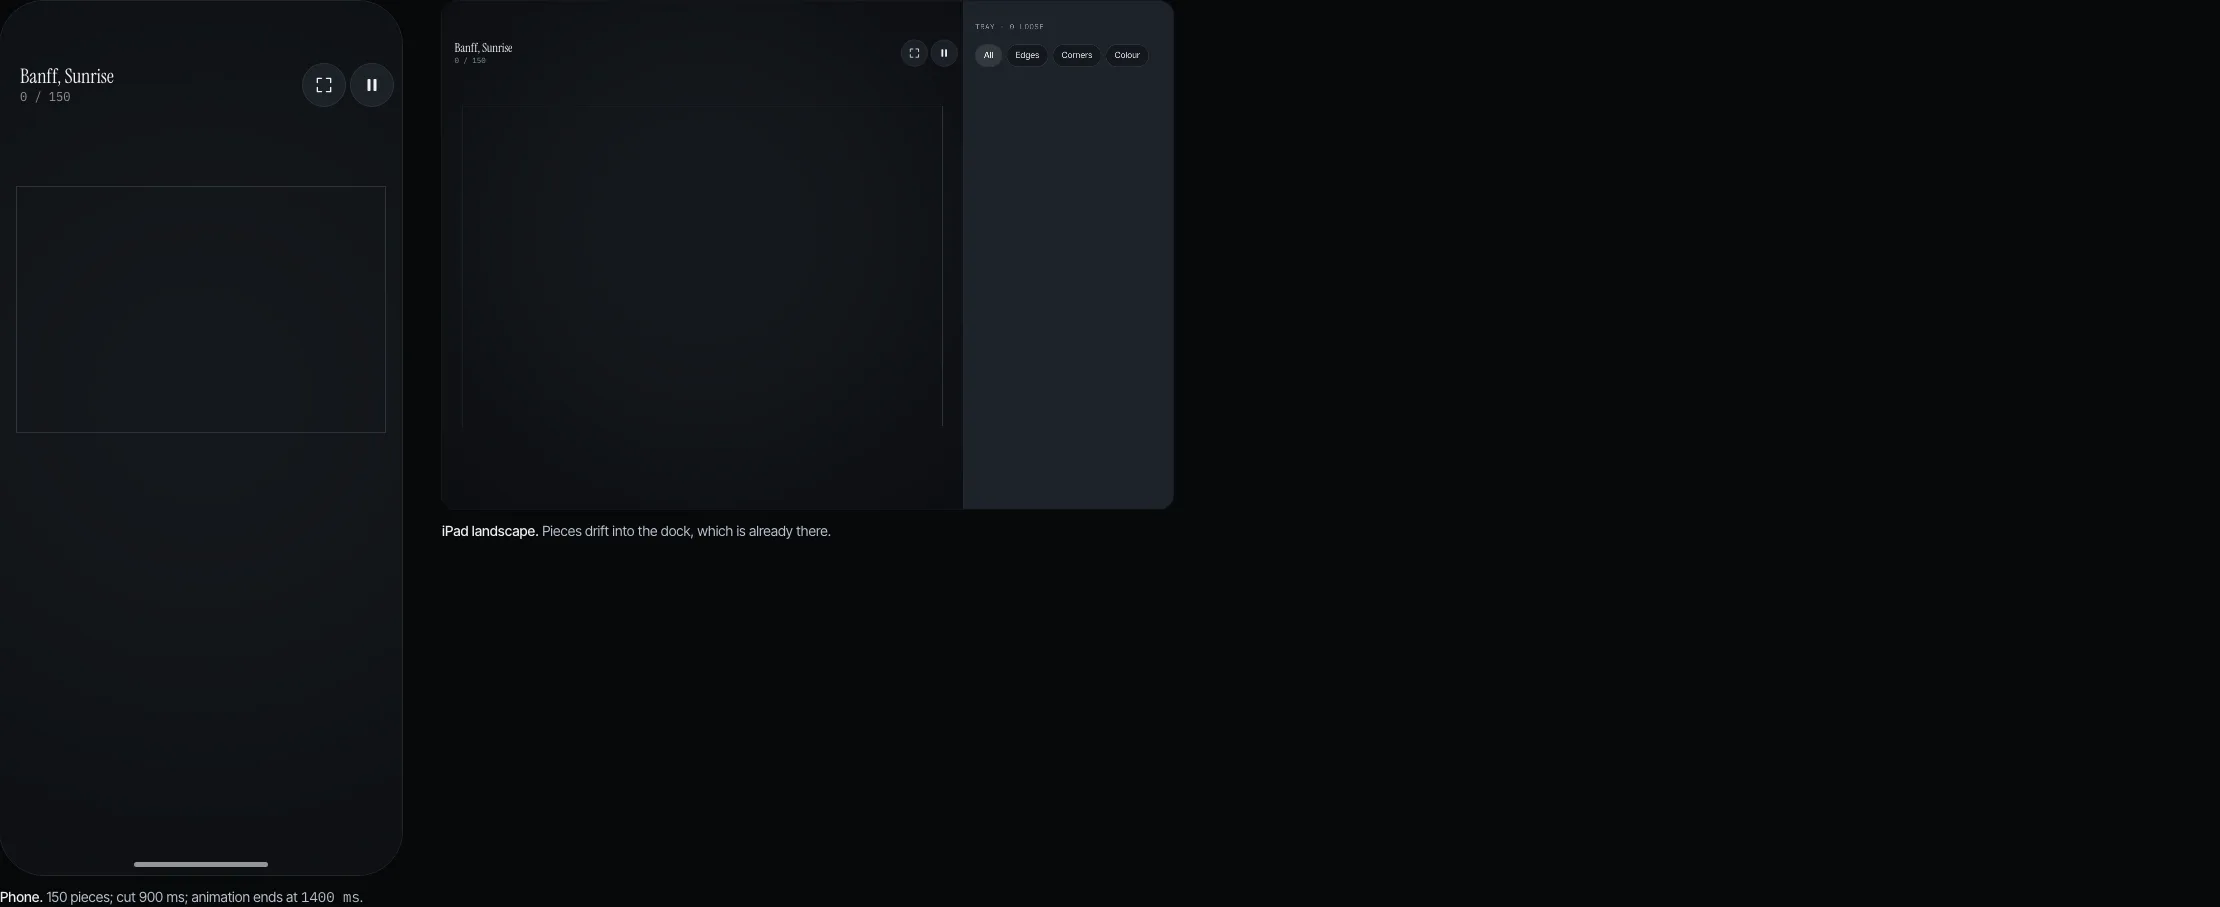 Banff, Sunrise
0 / 150
Phone. 150 pieces; cut 900 ms; animation ends at 1400 ms.
Banff, Sunrise
0 / 150
TRAY · 0 LOOSE
All Edges Corners Colour
iPad landscape. Pieces drift into the dock, which is already there.